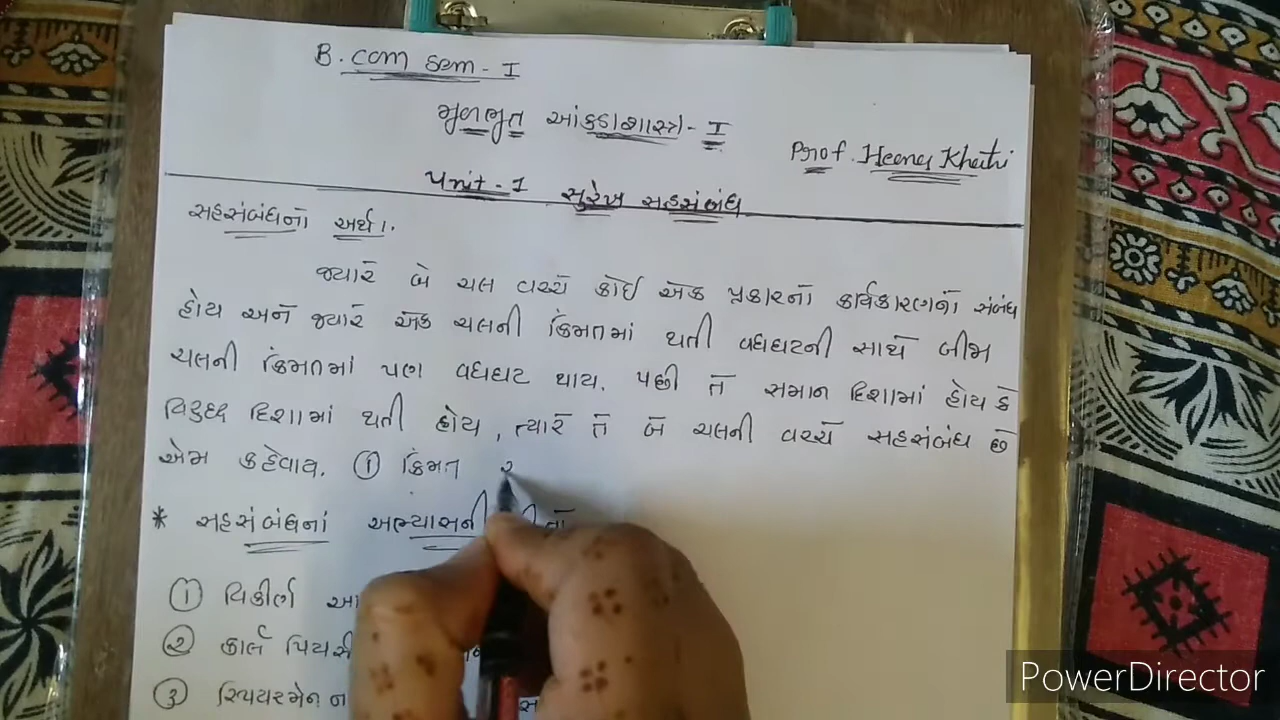 B. com sem - I
મૂળભુત આંકડાશાસ્ત્ર - I
Prof. Heena Khatri
Unit - 1 સુરેખ સહસંબંધ
સહસંબંધનો અર્થ :
જ્યારે બે ચલ વચ્ચે કોઈ એક પ્રકારનો કાર્યકારણનો સંબંધ
હોય અને જ્યારે એક ચલની કિંમતમાં થતી વધઘટની સાથે બીજા
ચલની કિંમતમાં પણ વધઘટ થાય. પછી તે સમાન દિશામાં હોય કે
વિરુદ્ધ દિશામાં થતી હોય, ત્યારે તે બે ચલની વચ્ચે સહસંબંધ છે
એમ કહેવાય. ① કિંમત
* સહસંબંધનાં અભ્યાસની
① વિકીર્ણ
② કાર્લ
③ સ્પિયરમેન
PowerDirector